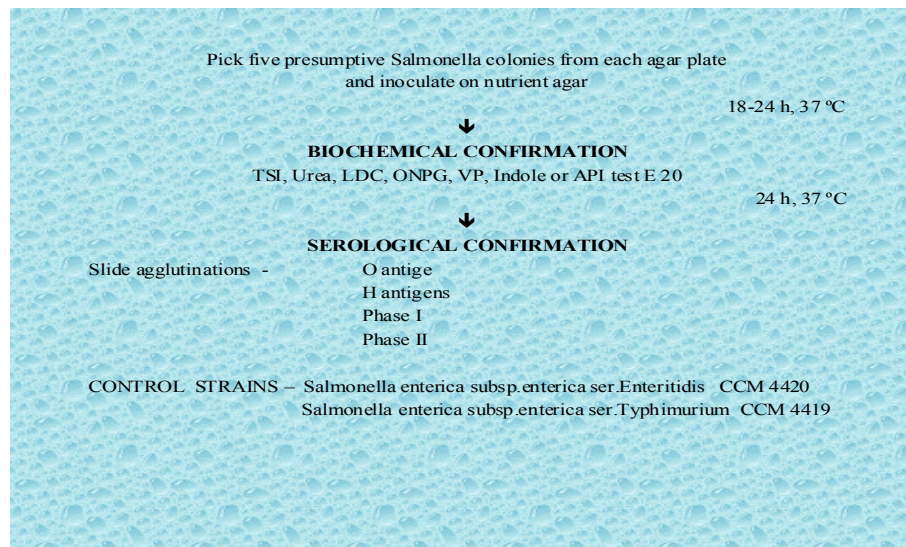 Pick five presumptive Salmonella colonies from each agar plate
and inoculate on nutrient agar
18-24 h, 37 ºC
BIOCHEMICAL CONFIRMATION
TSI, Urea, LDC, ONPG, VP, Indole or API test E 20
24 h, 37 ºC
SEROLOGICAL CONFIRMATION
Slide agglutinations - O antige
H antigens
Phase I
Phase II
CONTROL STRAINS – Salmonella enterica subsp.enterica ser.Enteritidis CCM 4420
Salmonella enterica subsp.enterica ser.Typhimurium CCM 4419